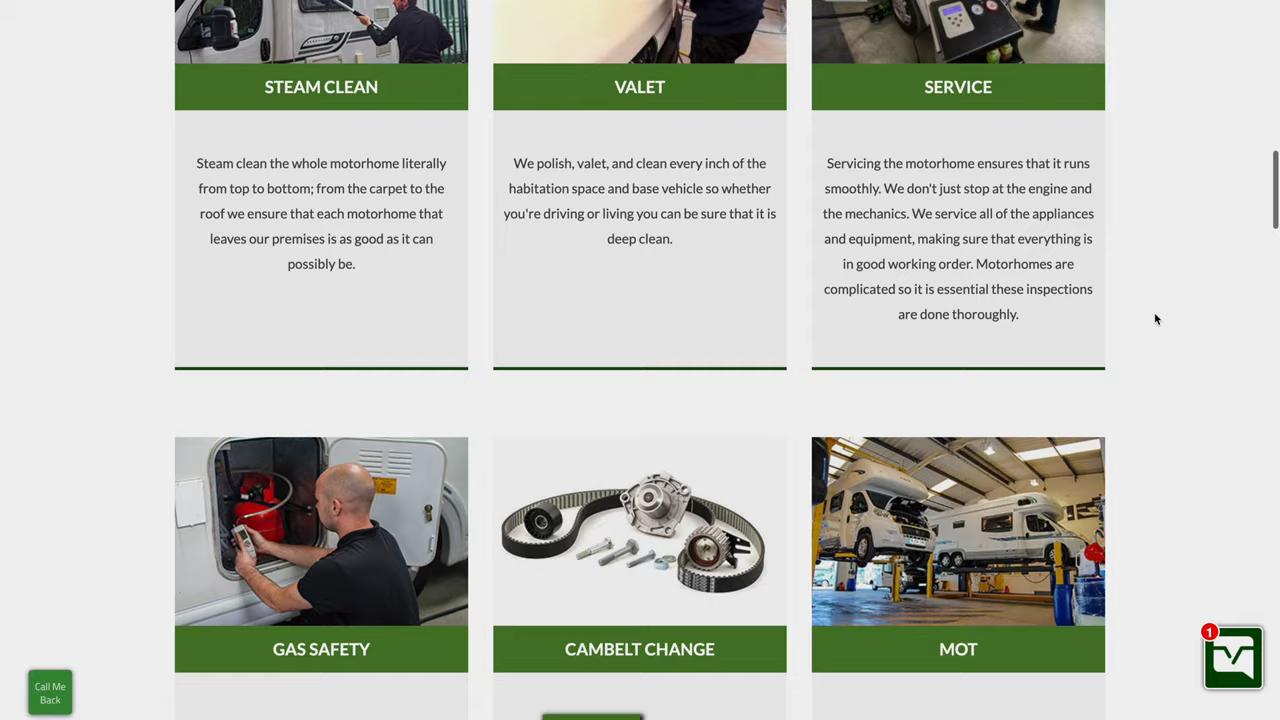 STEAM CLEAN
Steam clean the whole motorhome literally
from top to bottom; from the carpet to the
roof we ensure that each motorhome that
leaves our premises is as good as it can
possibly be.
VALET
We polish, valet, and clean every inch of the
habitation space and base vehicle so whether
you're driving or living you can be sure that it is
deep clean.
SERVICE
Servicing the motorhome ensures that it runs
smoothly. We don't just stop at the engine and
the mechanics. We service all of the appliances
and equipment, making sure that everything is
in good working order. Motorhomes are
complicated so it is essential these inspections
are done thoroughly.
GAS SAFETY
CAMBELT CHANGE
MOT
Call Me
Back
1